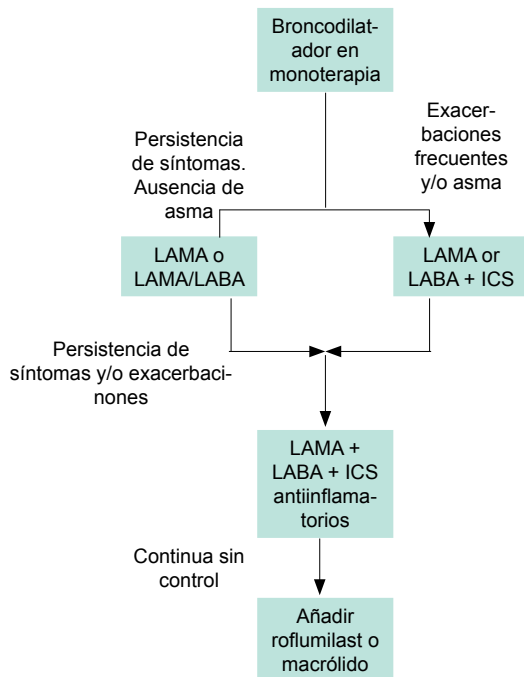 Broncodilat-
ador en
monoterapia
Persistencia
de síntomas.
Ausencia de
asma
Exacer-
baciones
frecuentes
y/o asma
LAMA o
LAMA/LABA
LAMA or
LABA + ICS
Persistencia de
síntomas y/o exacerbaci-
nones
LAMA +
LABA + ICS
antiinflama-
torios
Continua sin
control
Añadir
roflumilast o
macrólido